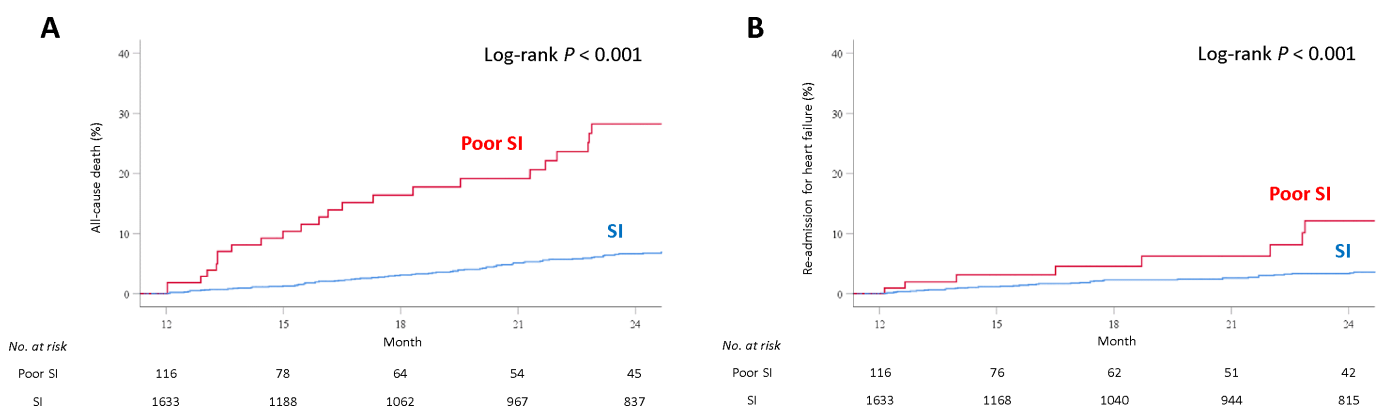 A
Log-rank P < 0.001
All-cause death (%)
40
30
20
10
0
Poor SI
SI
12 15 18 21 24
Month
No. at risk
Poor SI 116 78 64 54 45
SI 1633 1188 1062 967 837
B
Log-rank P < 0.001
Re-admission for heart failure (%)
40
30
20
10
0
Poor SI
SI
12 15 18 21 24
Month
No. at risk
Poor SI 116 76 62 51 42
SI 1633 1168 1040 944 815